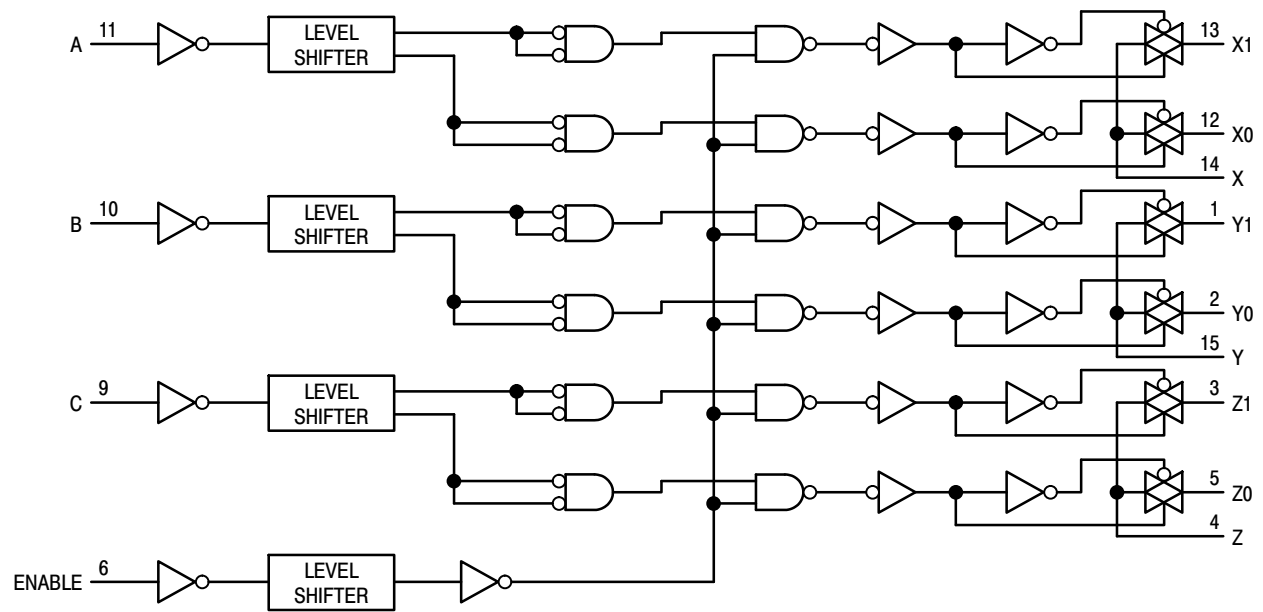 A 11 LEVEL SHIFTER 13 X1
12 X0
14 X
B 10 LEVEL SHIFTER 1 Y1
2 Y0
15 Y
C 9 LEVEL SHIFTER 3 Z1
5 Z0
4 Z
ENABLE 6 LEVEL SHIFTER